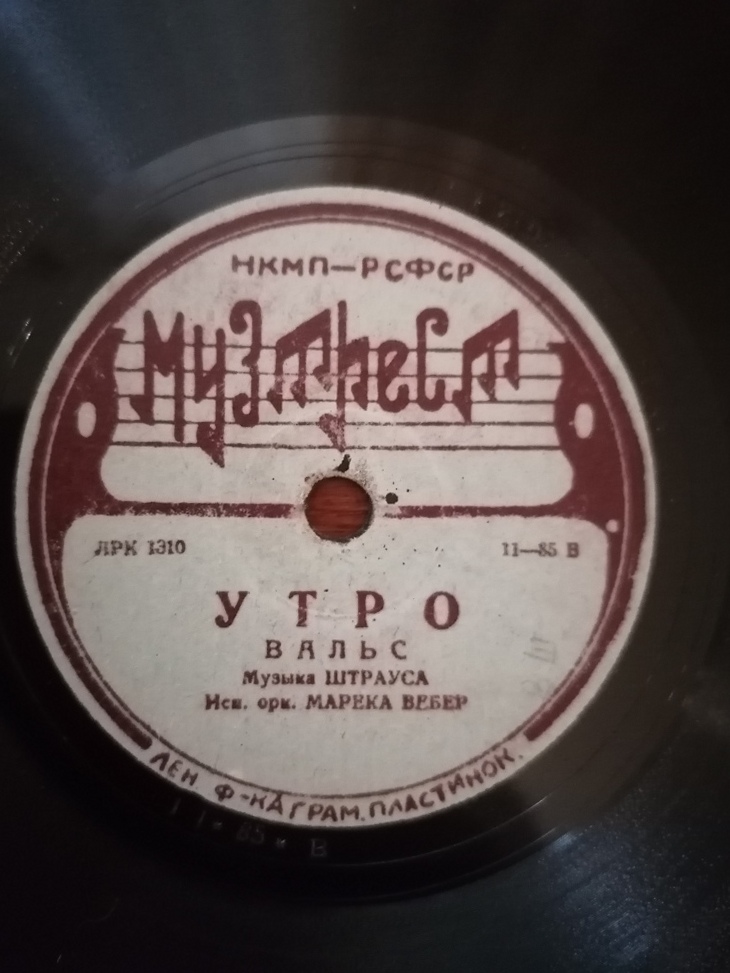 НКМП—РСФСР
Музтрест
ЛРК 1310
11—85 В
УТРО
ВАЛЬС
Музыка ШТРАУСА
Исп. орк. МАРЕКА ВЕБЕР
ЛЕН. Ф-КА ГРАМ. ПЛАСТИНОК.
11 * 85 * В